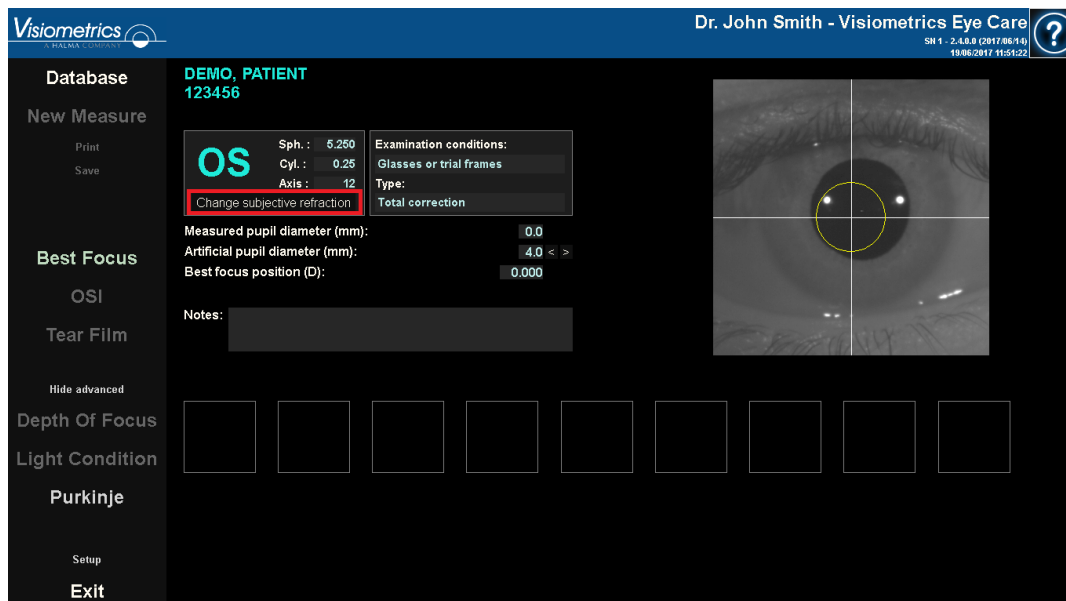 Visiometrics
A HALMA COMPANY
Dr. John Smith - Visiometrics Eye Care
SN 1 - 2.4.0.0 (2017/06/14)
19/06/2017 11:51:22
?
Database
New Measure
Print
Save
Best Focus
OSI
Tear Film
Hide advanced
Depth Of Focus
Light Condition
Purkinje
Setup
Exit
DEMO, PATIENT
123456
OS
Sph. : 5.250
Cyl. : 0.25
Axis : 12
Change subjective refraction
Examination conditions:
Glasses or trial frames
Type:
Total correction
Measured pupil diameter (mm): 0.0
Artificial pupil diameter (mm): 4.0 < >
Best focus position (D): 0.000
Notes: